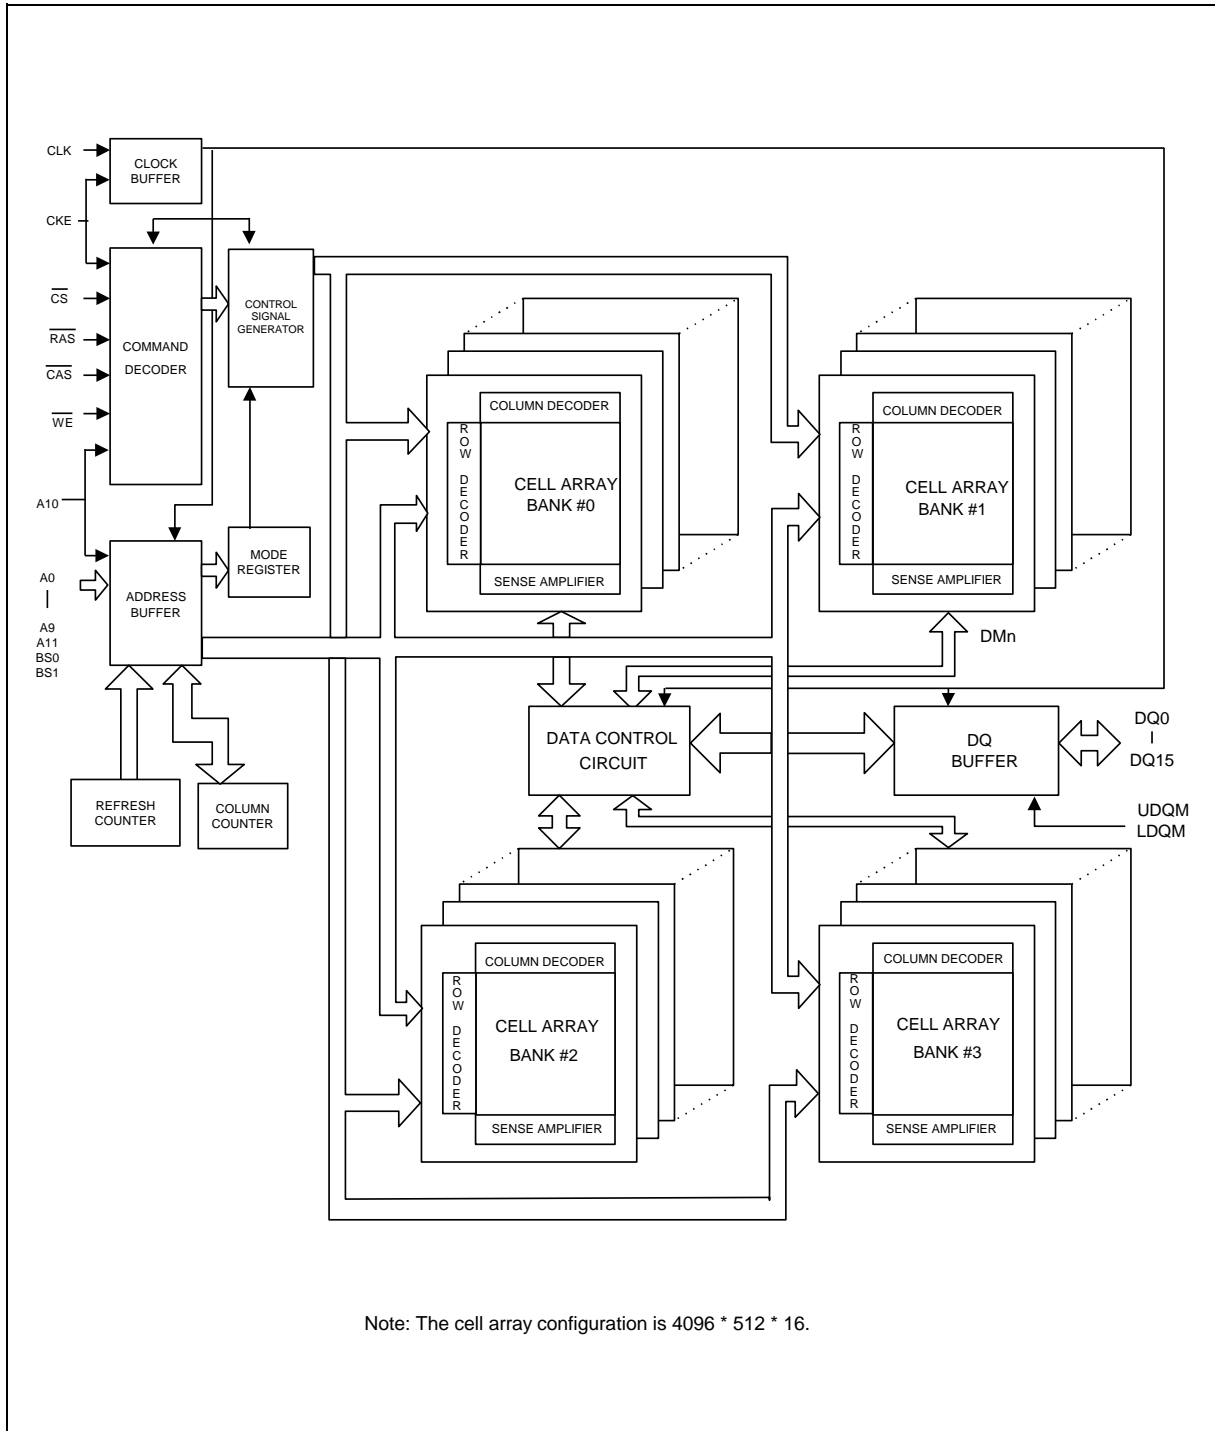 CLK
CLOCK
BUFFER
CKE
CS
RAS
CAS
WE
COMMAND
DECODER
CONTROL
SIGNAL
GENERATOR
A10
MODE
REGISTER
A0
A9
A11
BS0
BS1
ADDRESS
BUFFER
REFRESH
COUNTER
COLUMN
COUNTER
COLUMN DECODER
ROW DECODER
CELL ARRAY
BANK #0
SENSE AMPLIFIER
COLUMN DECODER
ROW DECODER
CELL ARRAY
BANK #1
SENSE AMPLIFIER
DMn
DATA CONTROL
CIRCUIT
DQ
BUFFER
DQ0
DQ15
UDQM
LDQM
COLUMN DECODER
ROW DECODER
CELL ARRAY
BANK #2
SENSE AMPLIFIER
COLUMN DECODER
ROW DECODER
CELL ARRAY
BANK #3
SENSE AMPLIFIER
Note: The cell array configuration is 4096 * 512 * 16.